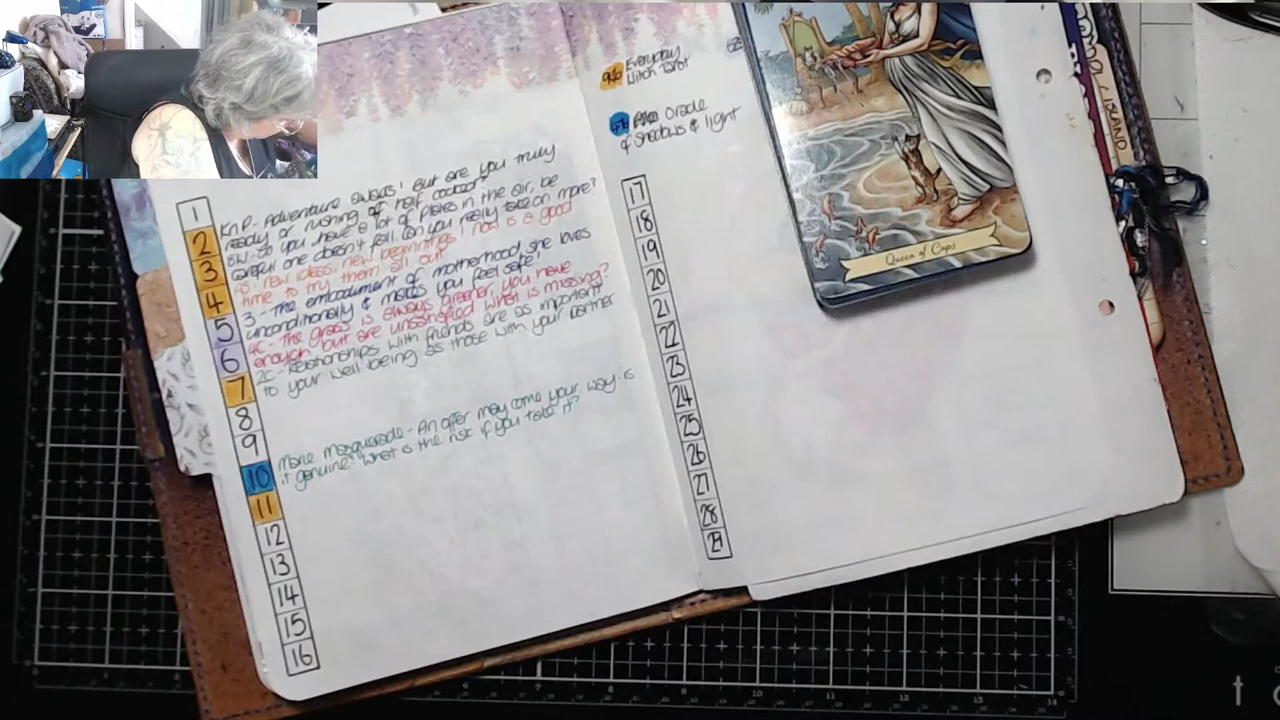 1
KnP - Adventure awaits! But are you truly
ready or rushing off half cocked?
2
8W - So you have a lot of plates in the air, be
careful one doesn't fall. Can you really take on more?
3
new ideas, new beginnings! now is a good
time to try them all out
4
3 - The embodiment of motherhood, she loves
unconditionally & makes you feel safe!
5
4C - The grass is always greener, you have
enough but are unsatisfied what is missing?
6
2C - Relationships with friends are as important
to your well being as those with your partner
7
8
9
10
Masquerade - An offer may come your way - is
it genuine? What is the risk if you take it?
11
12
13
14
15
16
Everyday
Witch Tarot
Oracle
of Shadows & light
17
18
19
20
21
22
23
24
25
26
27
28
29
Queen of Cups
ISLAND